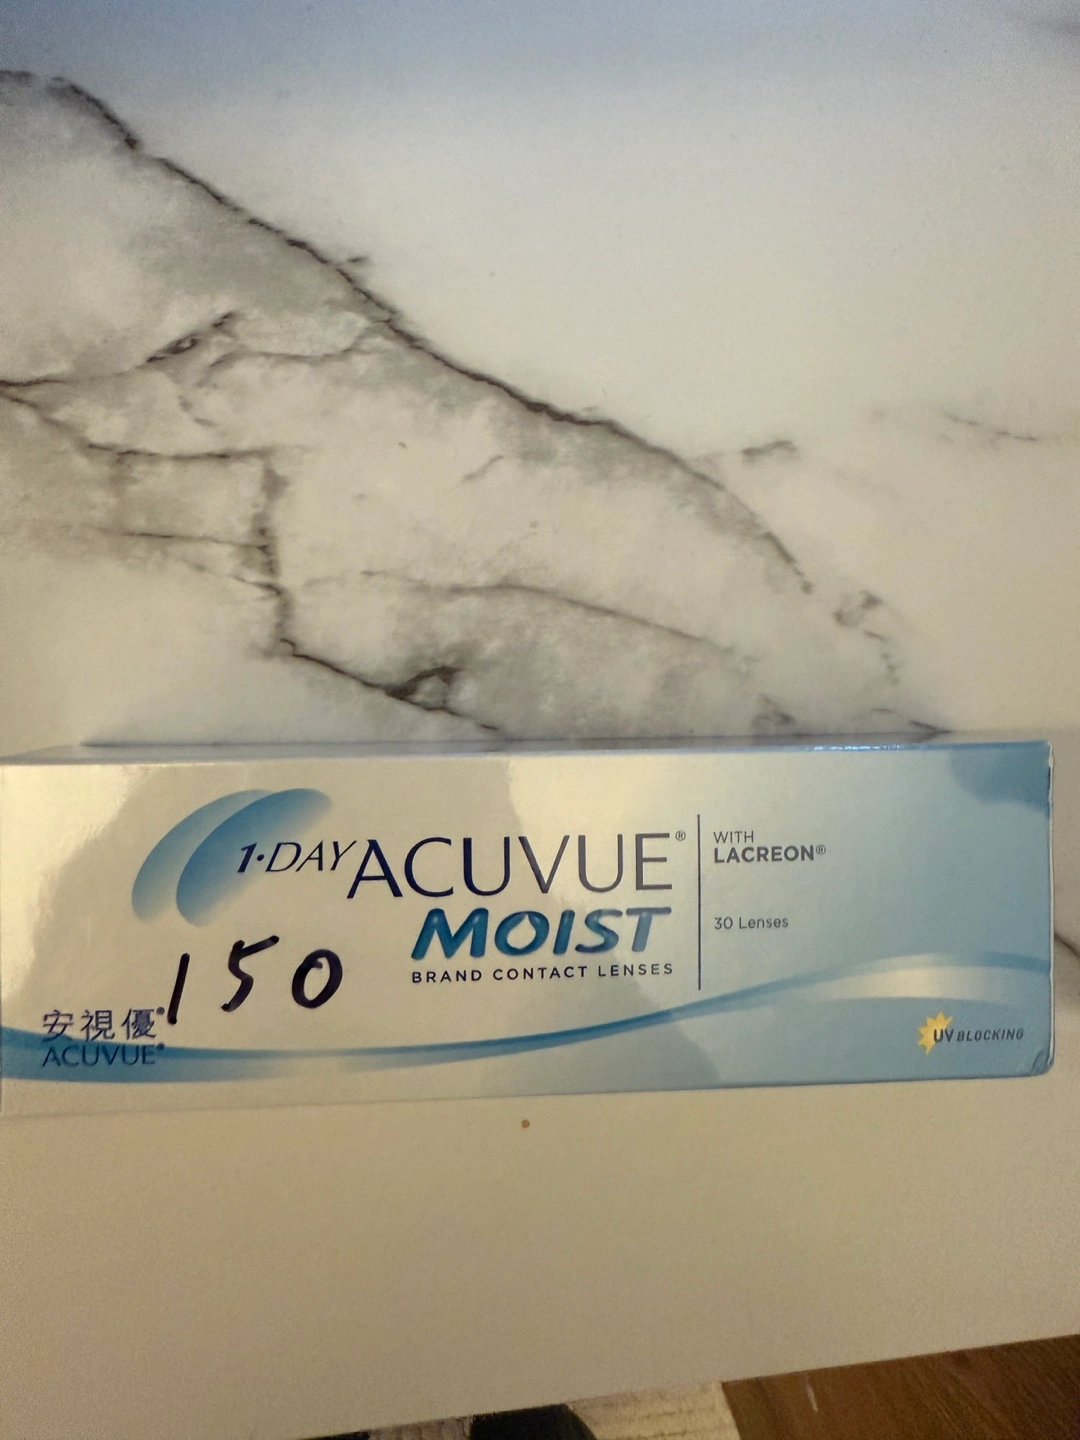 1·DAY ACUVUE®
MOIST
BRAND CONTACT LENSES
WITH
LACREON®
30 Lenses
150
安視優®
ACUVUE®
UV BLOCKING